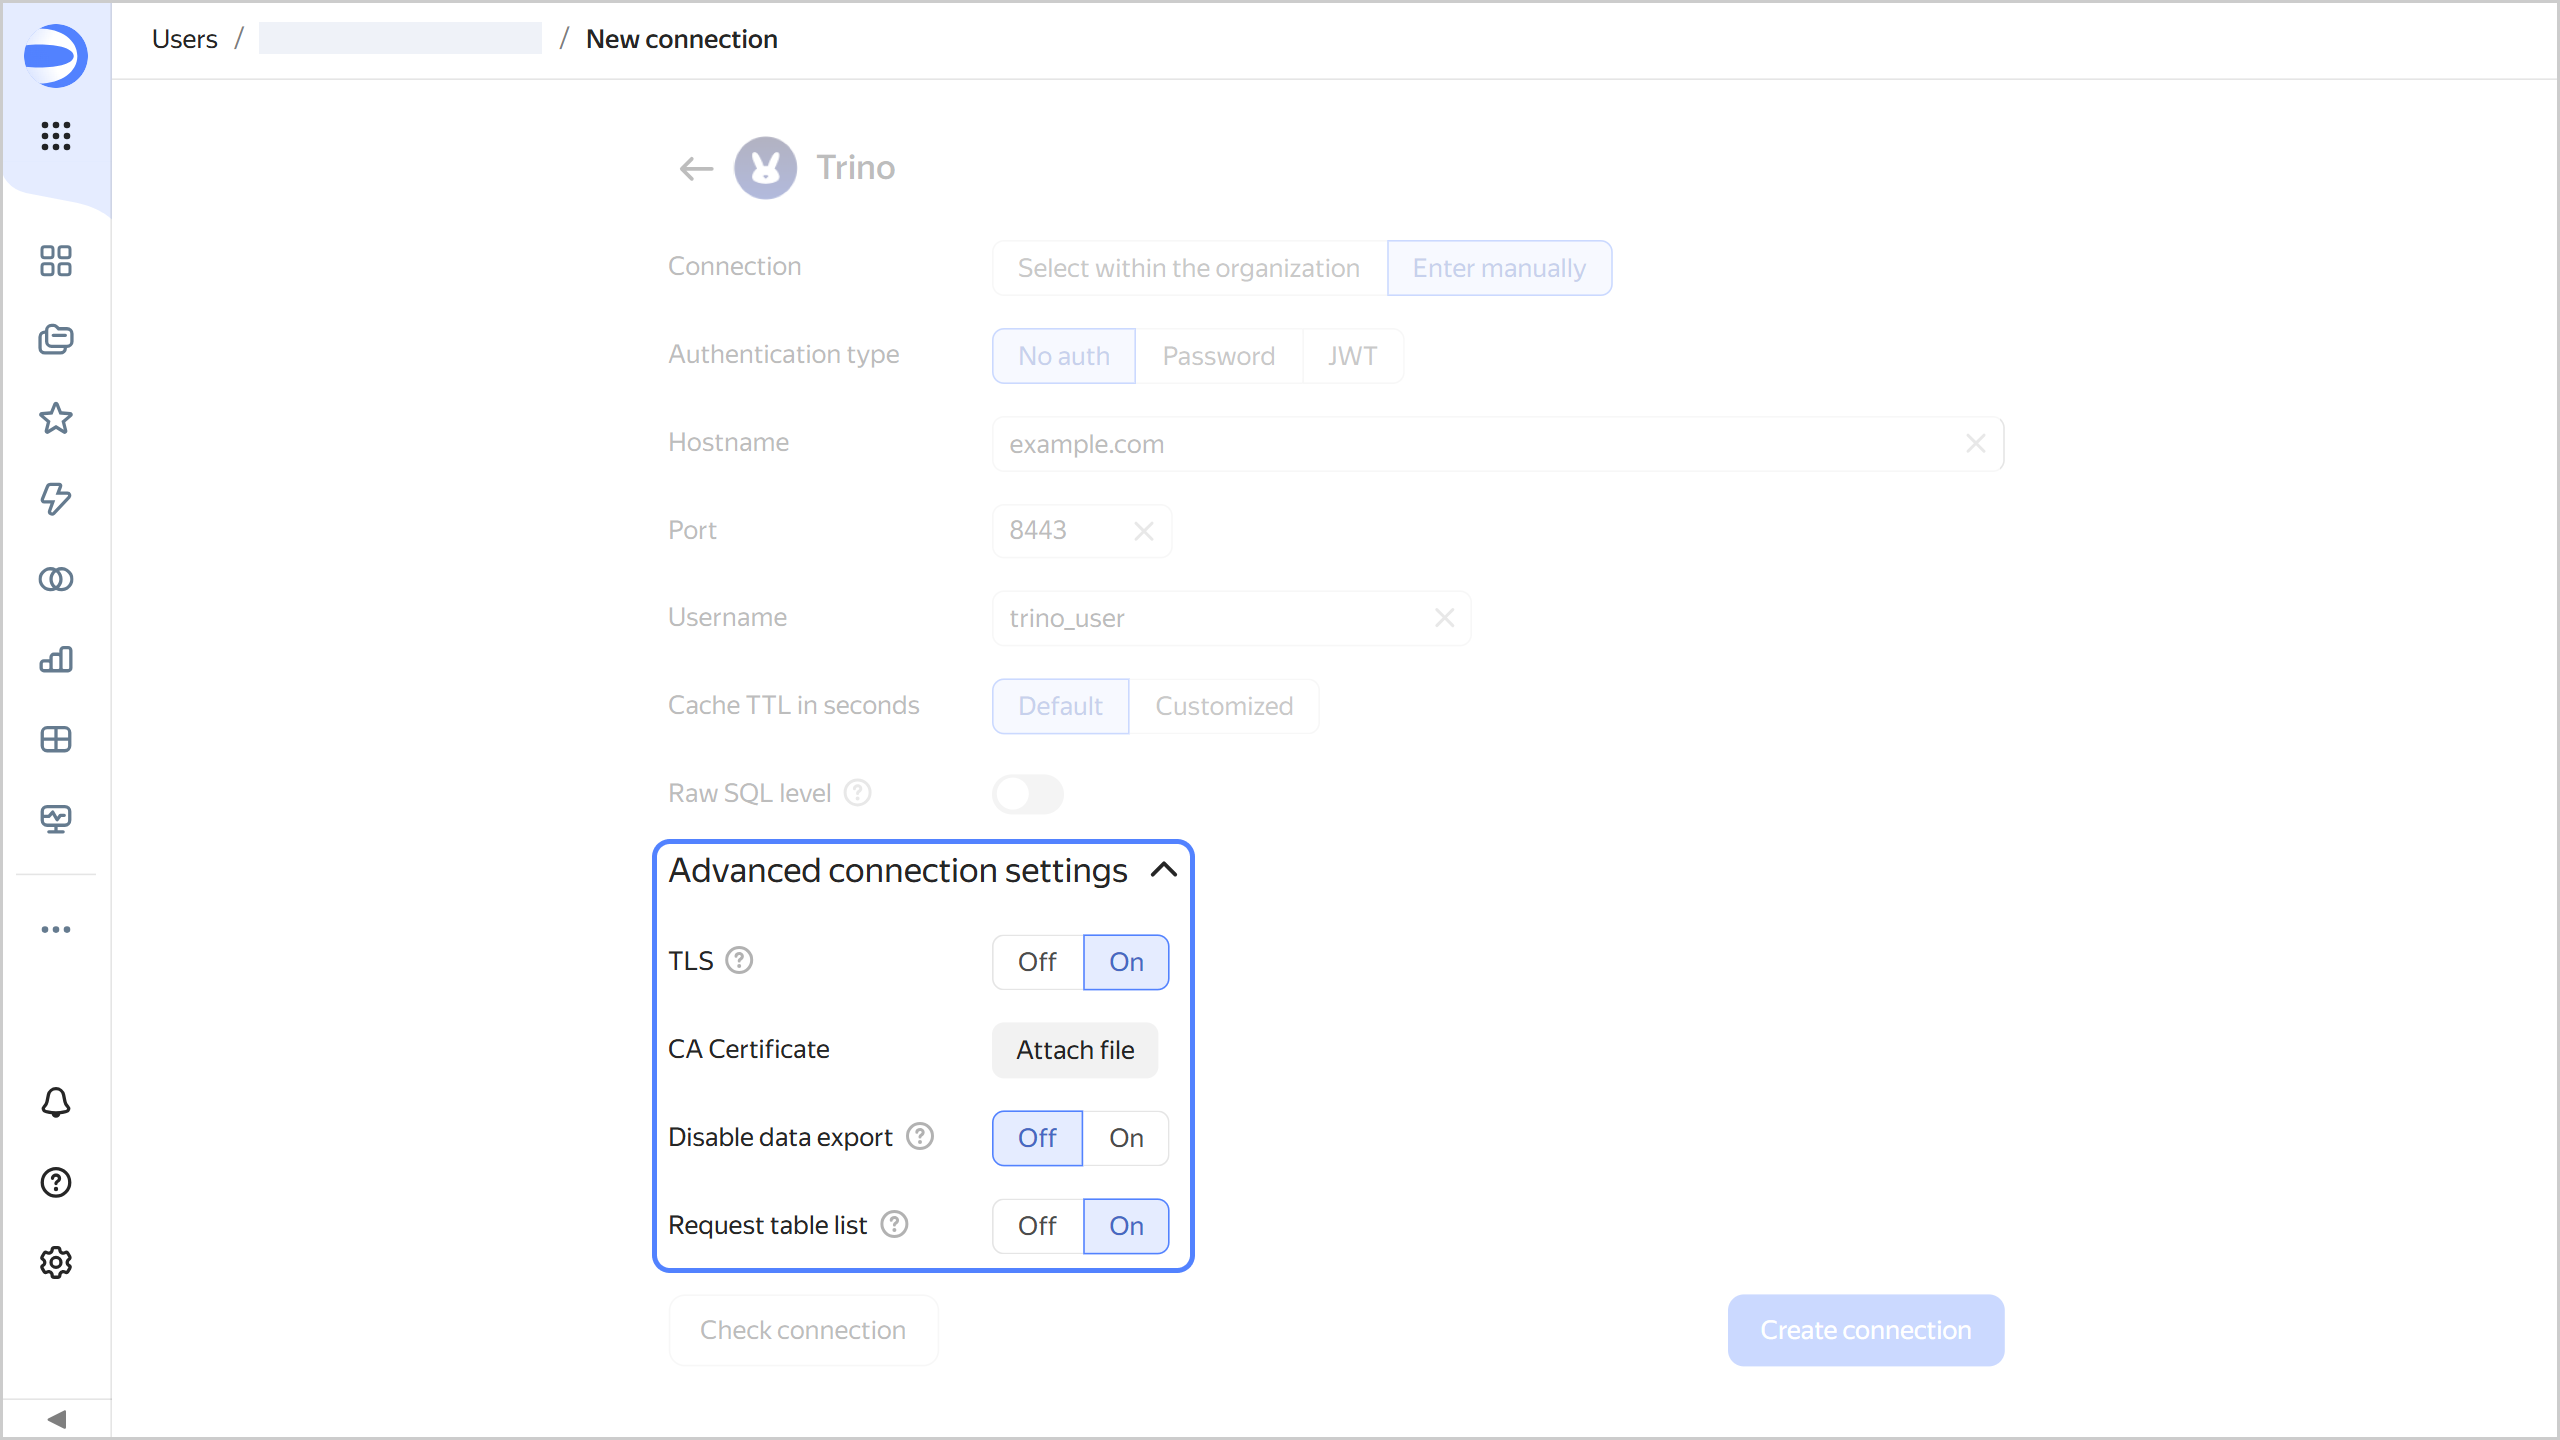 Users / / New connection
Trino
Connection Select within the organization Enter manually
Authentication type No auth Password JWT
Hostname example.com
Port 8443
Username trino_user
Cache TTL in seconds Default Customized
Raw SQL level
Advanced connection settings
TLS Off On
CA Certificate Attach file
Disable data export Off On
Request table list Off On
Check connection Create connection